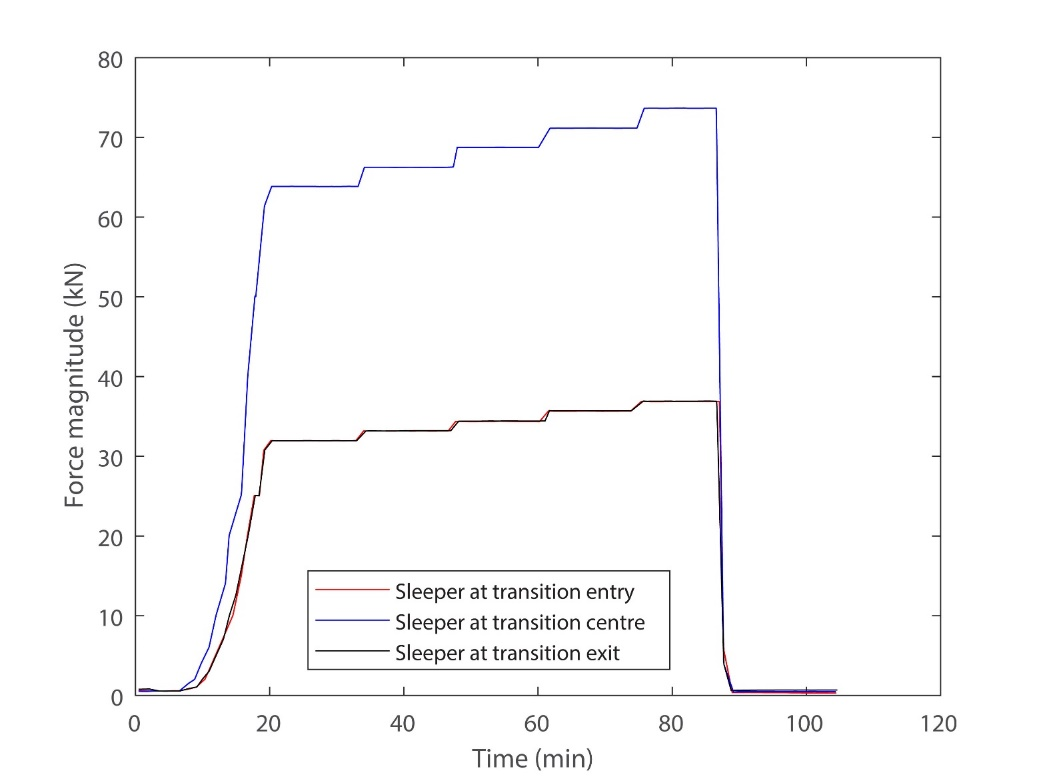 80
70
60
50
40
30
20
10
0
Force magnitude (kN)
Sleeper at transition entry
Sleeper at transition centre
Sleeper at transition exit
0 20 40 60 80 100 120
Time (min)